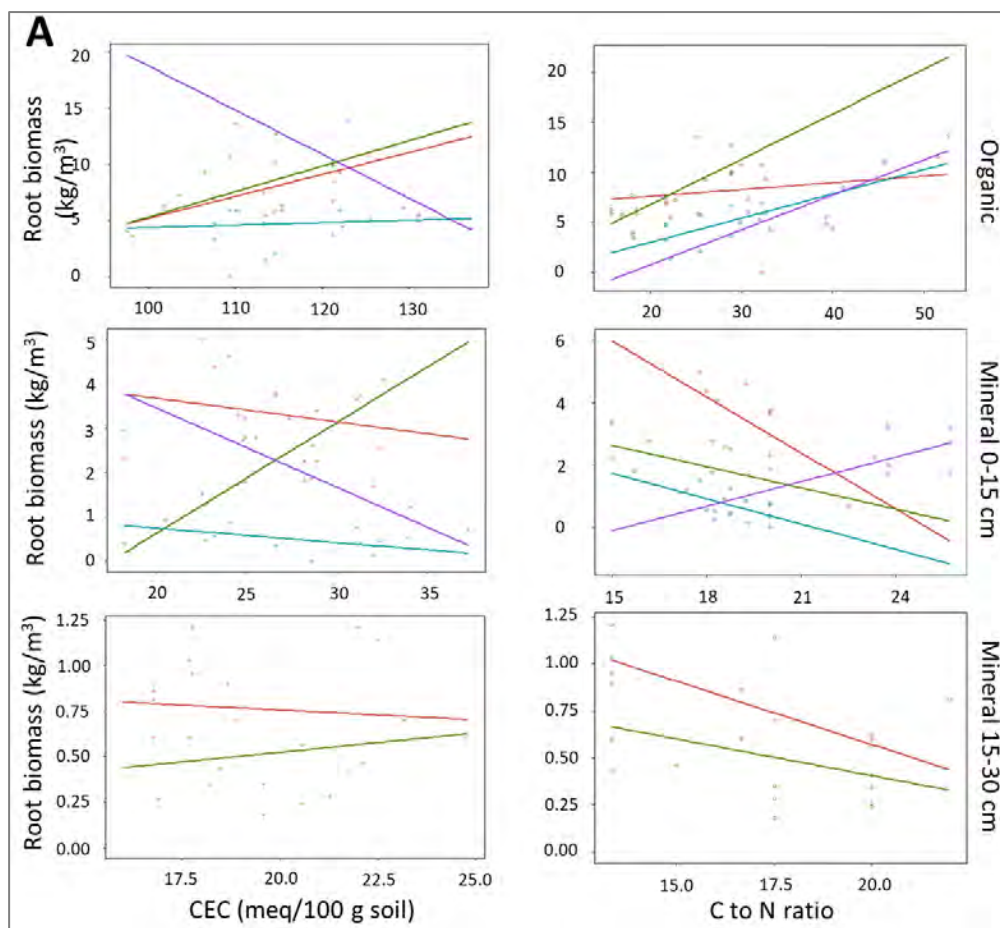 A
Root biomass
(kg/m³)
20
15
10
5
0
100 110 120 130
20
15
10
5
0
20 30 40 50
Organic
Root biomass (kg/m³)
5
4
3
2
1
0
20 25 30 35
6
4
2
0
15 18 21 24
Mineral 0-15 cm
Root biomass (kg/m³)
1.25
1.00
0.75
0.50
0.25
0.00
17.5 20.0 22.5 25.0
CEC (meq/100 g soil)
1.25
1.00
0.75
0.50
0.25
0.00
15.0 17.5 20.0
C to N ratio
Mineral 15-30 cm